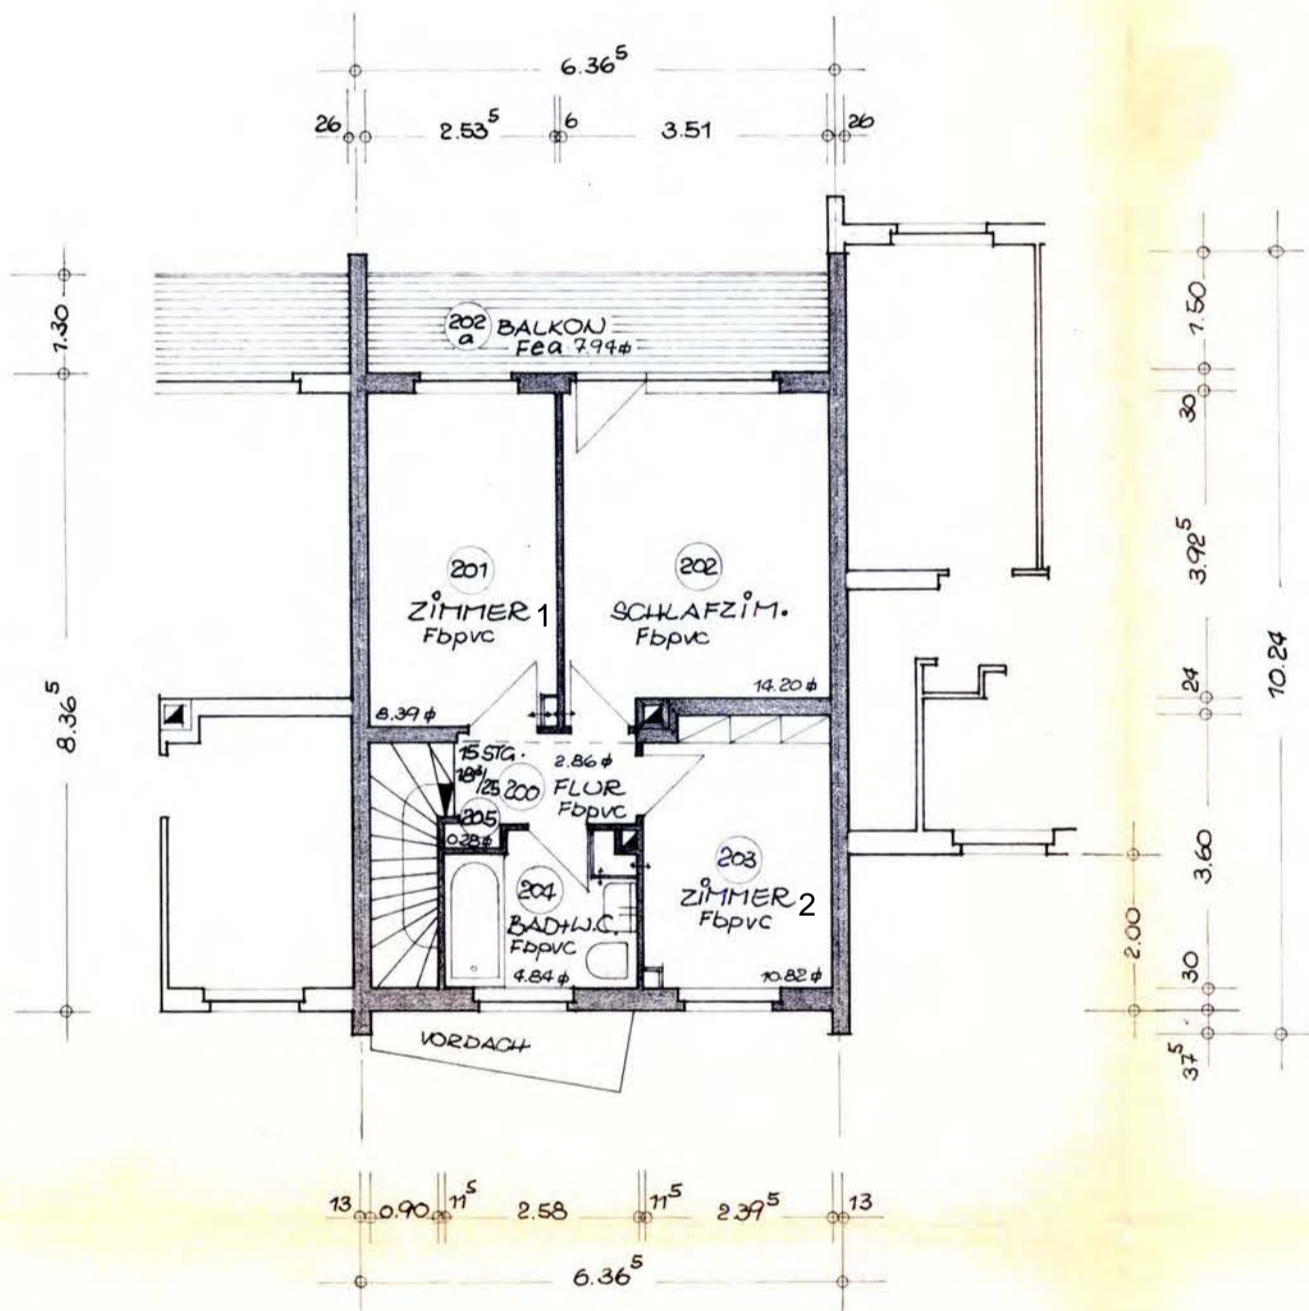 6.36⁵
26 2.53⁵ 6 3.51 26
1.30
8.36⁵
202
a
BALKON
Fea 7.94⌀
201
ZIMMER 1
Fbpvc
8.39⌀
202
SCHLAFZIM.
Fbpvc
14.20⌀
15 STG.
/25
200
2.86⌀
FLUR
Fbpvc
205
0.28⌀
204
BAD+W.C.
Fbpvc
4.84⌀
203
ZIMMER 2
Fbpvc
10.82⌀
VORDACH
1.50
30
3.92⁵
24
3.60
30
37⁵
10.24
2.00
13 0.90 11⁵ 2.58 11⁵ 2.39⁵ 13
6.36⁵